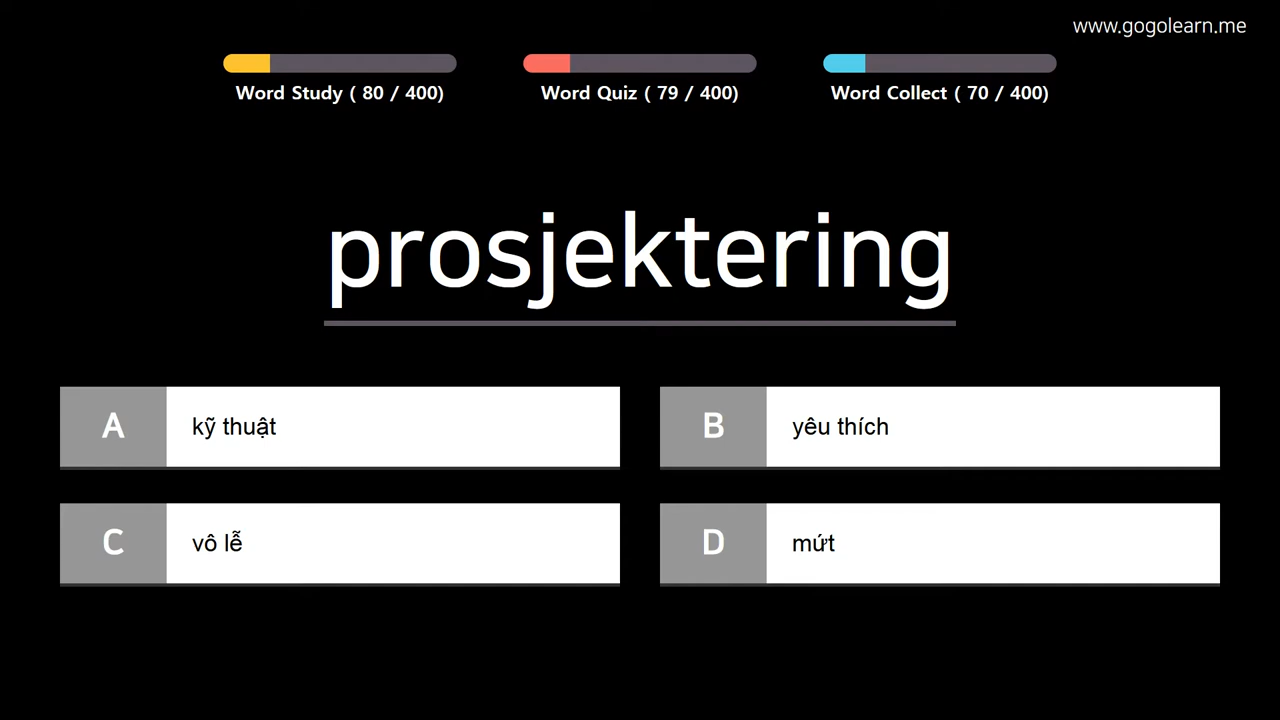 www.gogolearn.me
Word Study ( 80 / 400)
Word Quiz ( 79 / 400)
Word Collect ( 70 / 400)
prosjektering
A kỹ thuật
B yêu thích
C vô lễ
D mứt